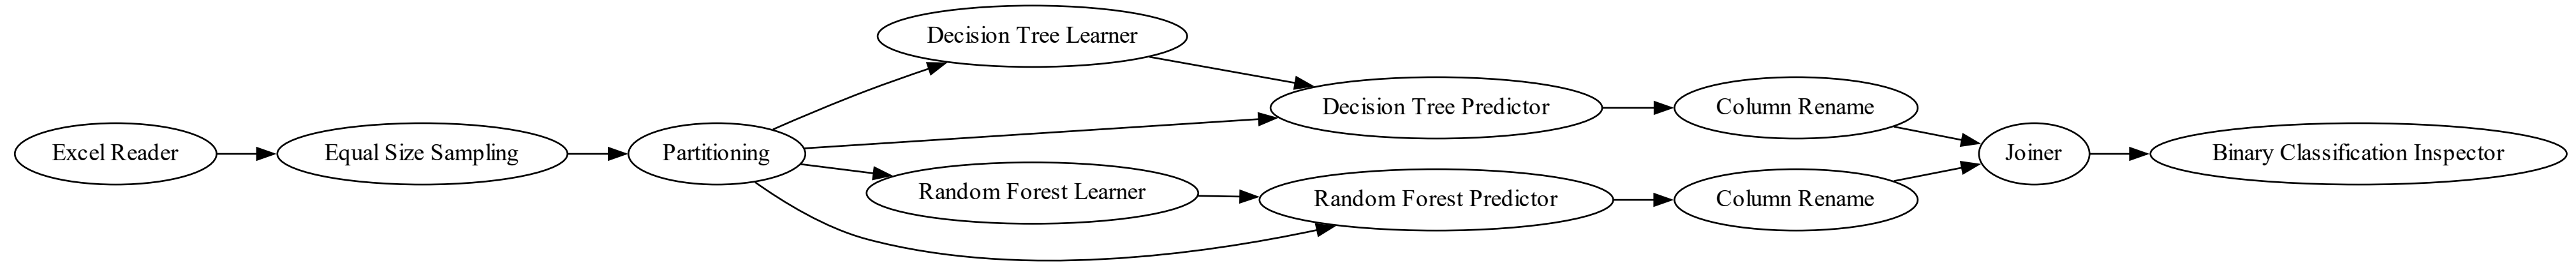 Excel Reader
Equal Size Sampling
Partitioning
Decision Tree Learner
Decision Tree Predictor
Column Rename
Random Forest Learner
Random Forest Predictor
Column Rename
Joiner
Binary Classification Inspector